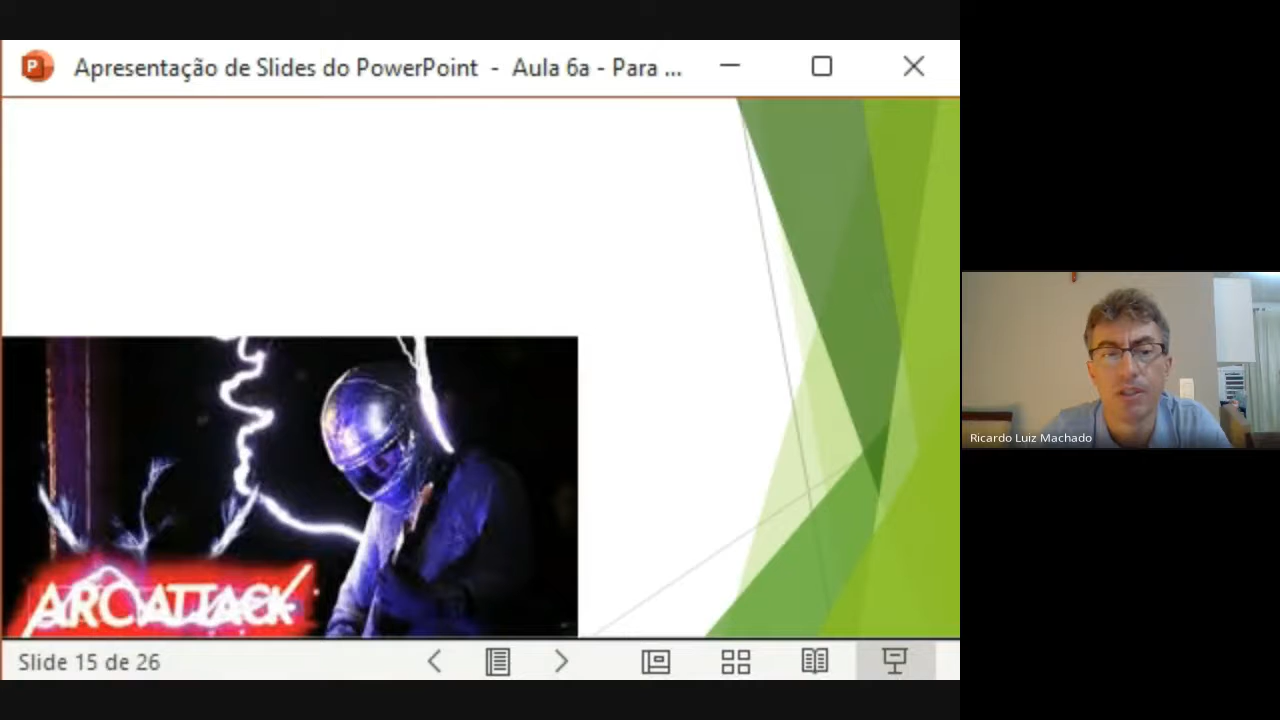 Apresentação de Slides do PowerPoint - Aula 6a - Para ...
ARCATTACK
Slide 15 de 26
Ricardo Luiz Machado